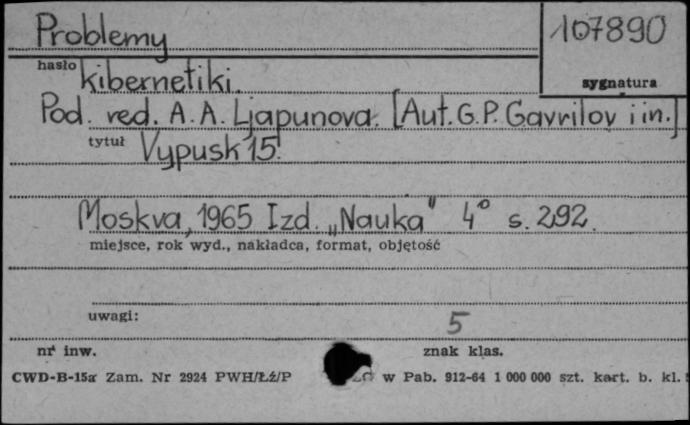 Problemy
107890
hasło kibernetiki.
sygnatura
Pod. red. A. A. Ljapunova. [Aut. G. P. Gavrilov i in.]
tytuł Vypusk 15.
Moskva, 1965 Izd. „Nauka" 4° s. 292.
miejsce, rok wyd., nakładca, format, objętość
uwagi:
5
nr inw. znak klas.
CWD-B-15a Zam. Nr 2924 PWH/Łź/P w Pab. 912-64 1 000 000 szt. kart. b. kl.